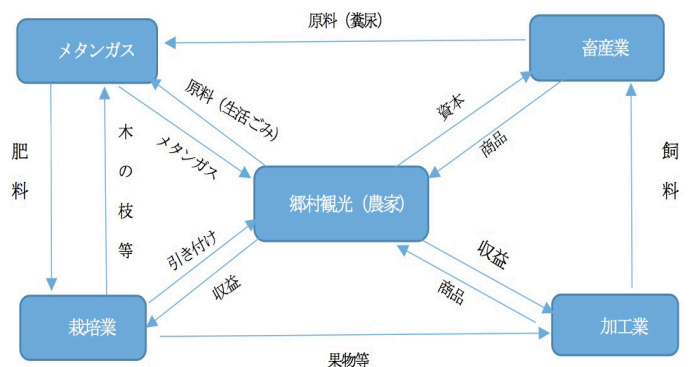 原料（糞尿）
メタンガス
畜産業
原料（生活ごみ）
資本
肥料
木の枝等
メタンガス
商品
飼料
郷村観光（農家）
引き付け
収益
収益
商品
栽培業
加工業
果物等